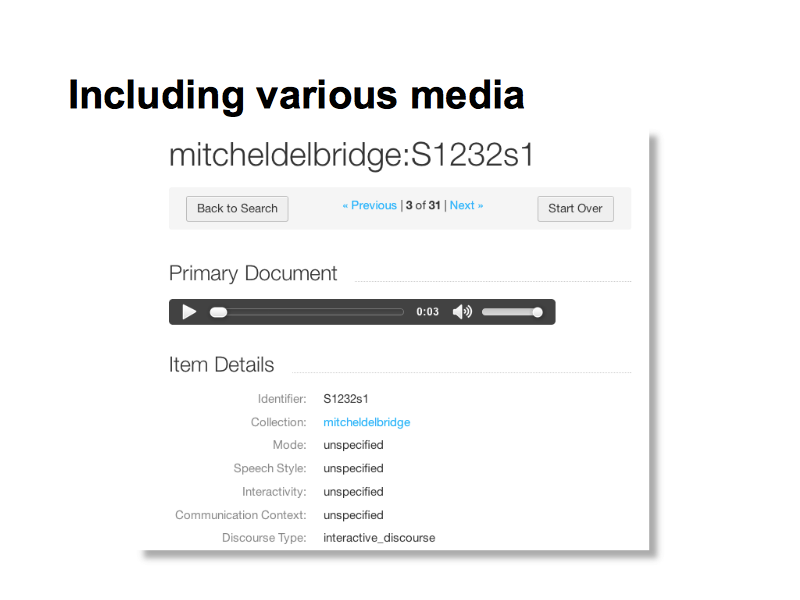 Including various media
mitcheldelbridge:S1232s1
Back to Search
« Previous | 3 of 31 | Next »
Start Over
Primary Document
0:03
Item Details
Identifier: S1232s1
Collection: mitcheldelbridge
Mode: unspecified
Speech Style: unspecified
Interactivity: unspecified
Communication Context: unspecified
Discourse Type: interactive_discourse